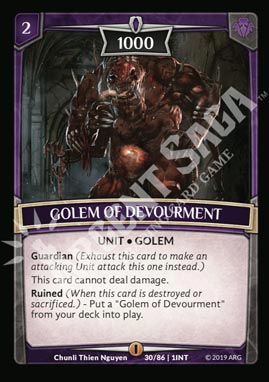 2
1000
GOLEM OF DEVOURMENT
UNIT • GOLEM
Guardian (Exhaust this card to make an
attacking Unit attack this one instead.)
This card cannot deal damage.
Ruined (When this card is destroyed or
sacrificed.) - Put a "Golem of Devourment"
from your deck into play.
Chunli Thien Nguyen
30/86 | 1INT
© 2019 ARG
CARD GAME